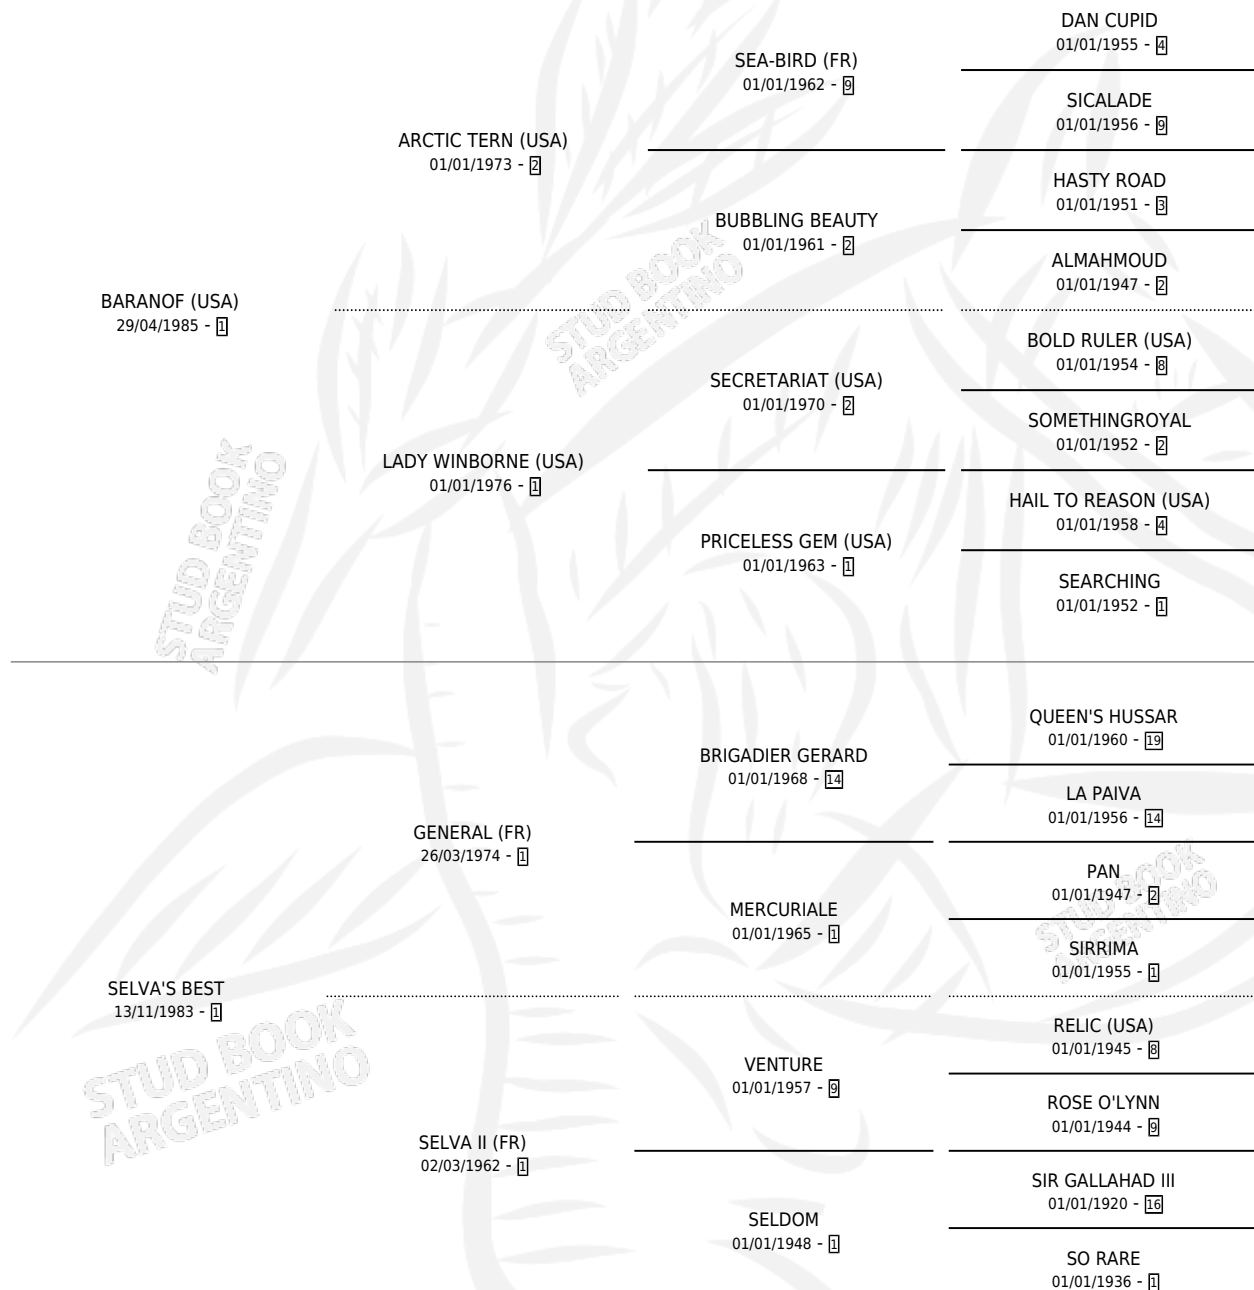 DAN CUPID
01/01/1955 - 4
SEA-BIRD (FR)
01/01/1962 - 9
SICALADE
01/01/1956 - 9
ARCTIC TERN (USA)
01/01/1973 - 2
HASTY ROAD
01/01/1951 - 3
BUBBLING BEAUTY
01/01/1961 - 2
ALMAHMOUD
01/01/1947 - 2
BARANOF (USA)
29/04/1985 - 1
STUD BOOK
ARGENTINO
BOLD RULER (USA)
01/01/1954 - 8
SECRETARIAT (USA)
01/01/1970 - 2
SOMETHINGROYAL
01/01/1952 - 2
LADY WINBORNE (USA)
01/01/1976 - 1
HAIL TO REASON (USA)
01/01/1958 - 4
PRICELESS GEM (USA)
01/01/1963 - 1
SEARCHING
01/01/1952 - 1
STUD BOOK
ARGENTINO
QUEEN'S HUSSAR
01/01/1960 - 19
BRIGADIER GERARD
01/01/1968 - 14
LA PAIVA
01/01/1956 - 14
GENERAL (FR)
26/03/1974 - 1
PAN
01/01/1947 - 2
MERCURIALE
01/01/1965 - 1
SIRRIMA
01/01/1955 - 1
STUD BOOK
ARGENTINO
SELVA'S BEST
13/11/1983 - 1
RELIC (USA)
01/01/1945 - 8
VENTURE
01/01/1957 - 9
ROSE O'LYNN
01/01/1944 - 9
STUD BOOK
ARGENTINO
SELVA II (FR)
02/03/1962 - 1
SIR GALLAHAD III
01/01/1920 - 16
SELDOM
01/01/1948 - 1
SO RARE
01/01/1936 - 1